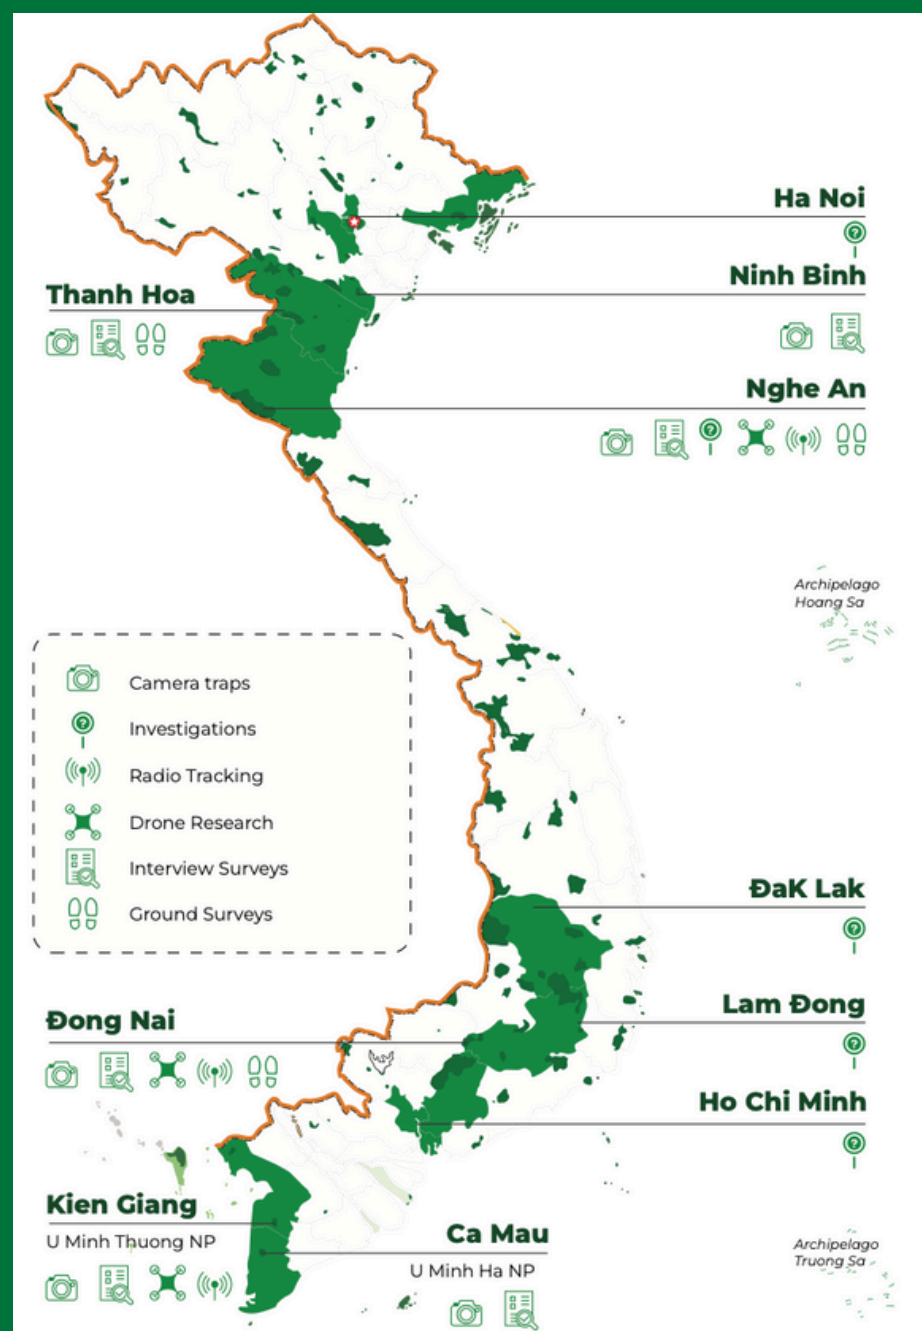 Ha Noi
Ninh Binh
Thanh Hoa
Nghe An
Archipelago
Hoang Sa
Camera traps
Investigations
Radio Tracking
Drone Research
Interview Surveys
Ground Surveys
ĐaK Lak
Lam Đong
Đong Nai
Ho Chi Minh
Kien Giang
U Minh Thuong NP
Ca Mau
U Minh Ha NP
Archipelago
Truong Sa